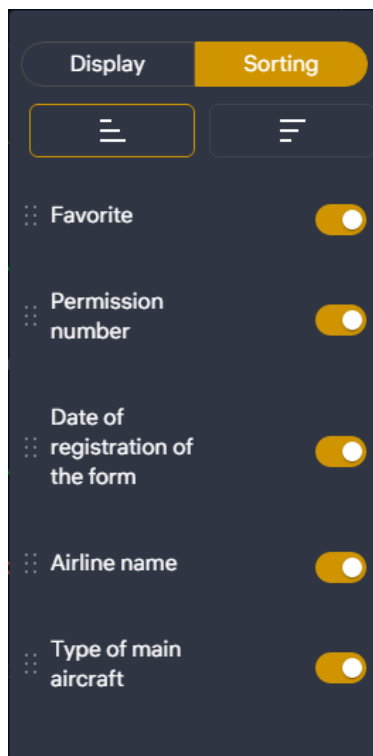 Display
Sorting
Favorite
Permission
number
Date of
registration of
the form
Airline name
Type of main
aircraft